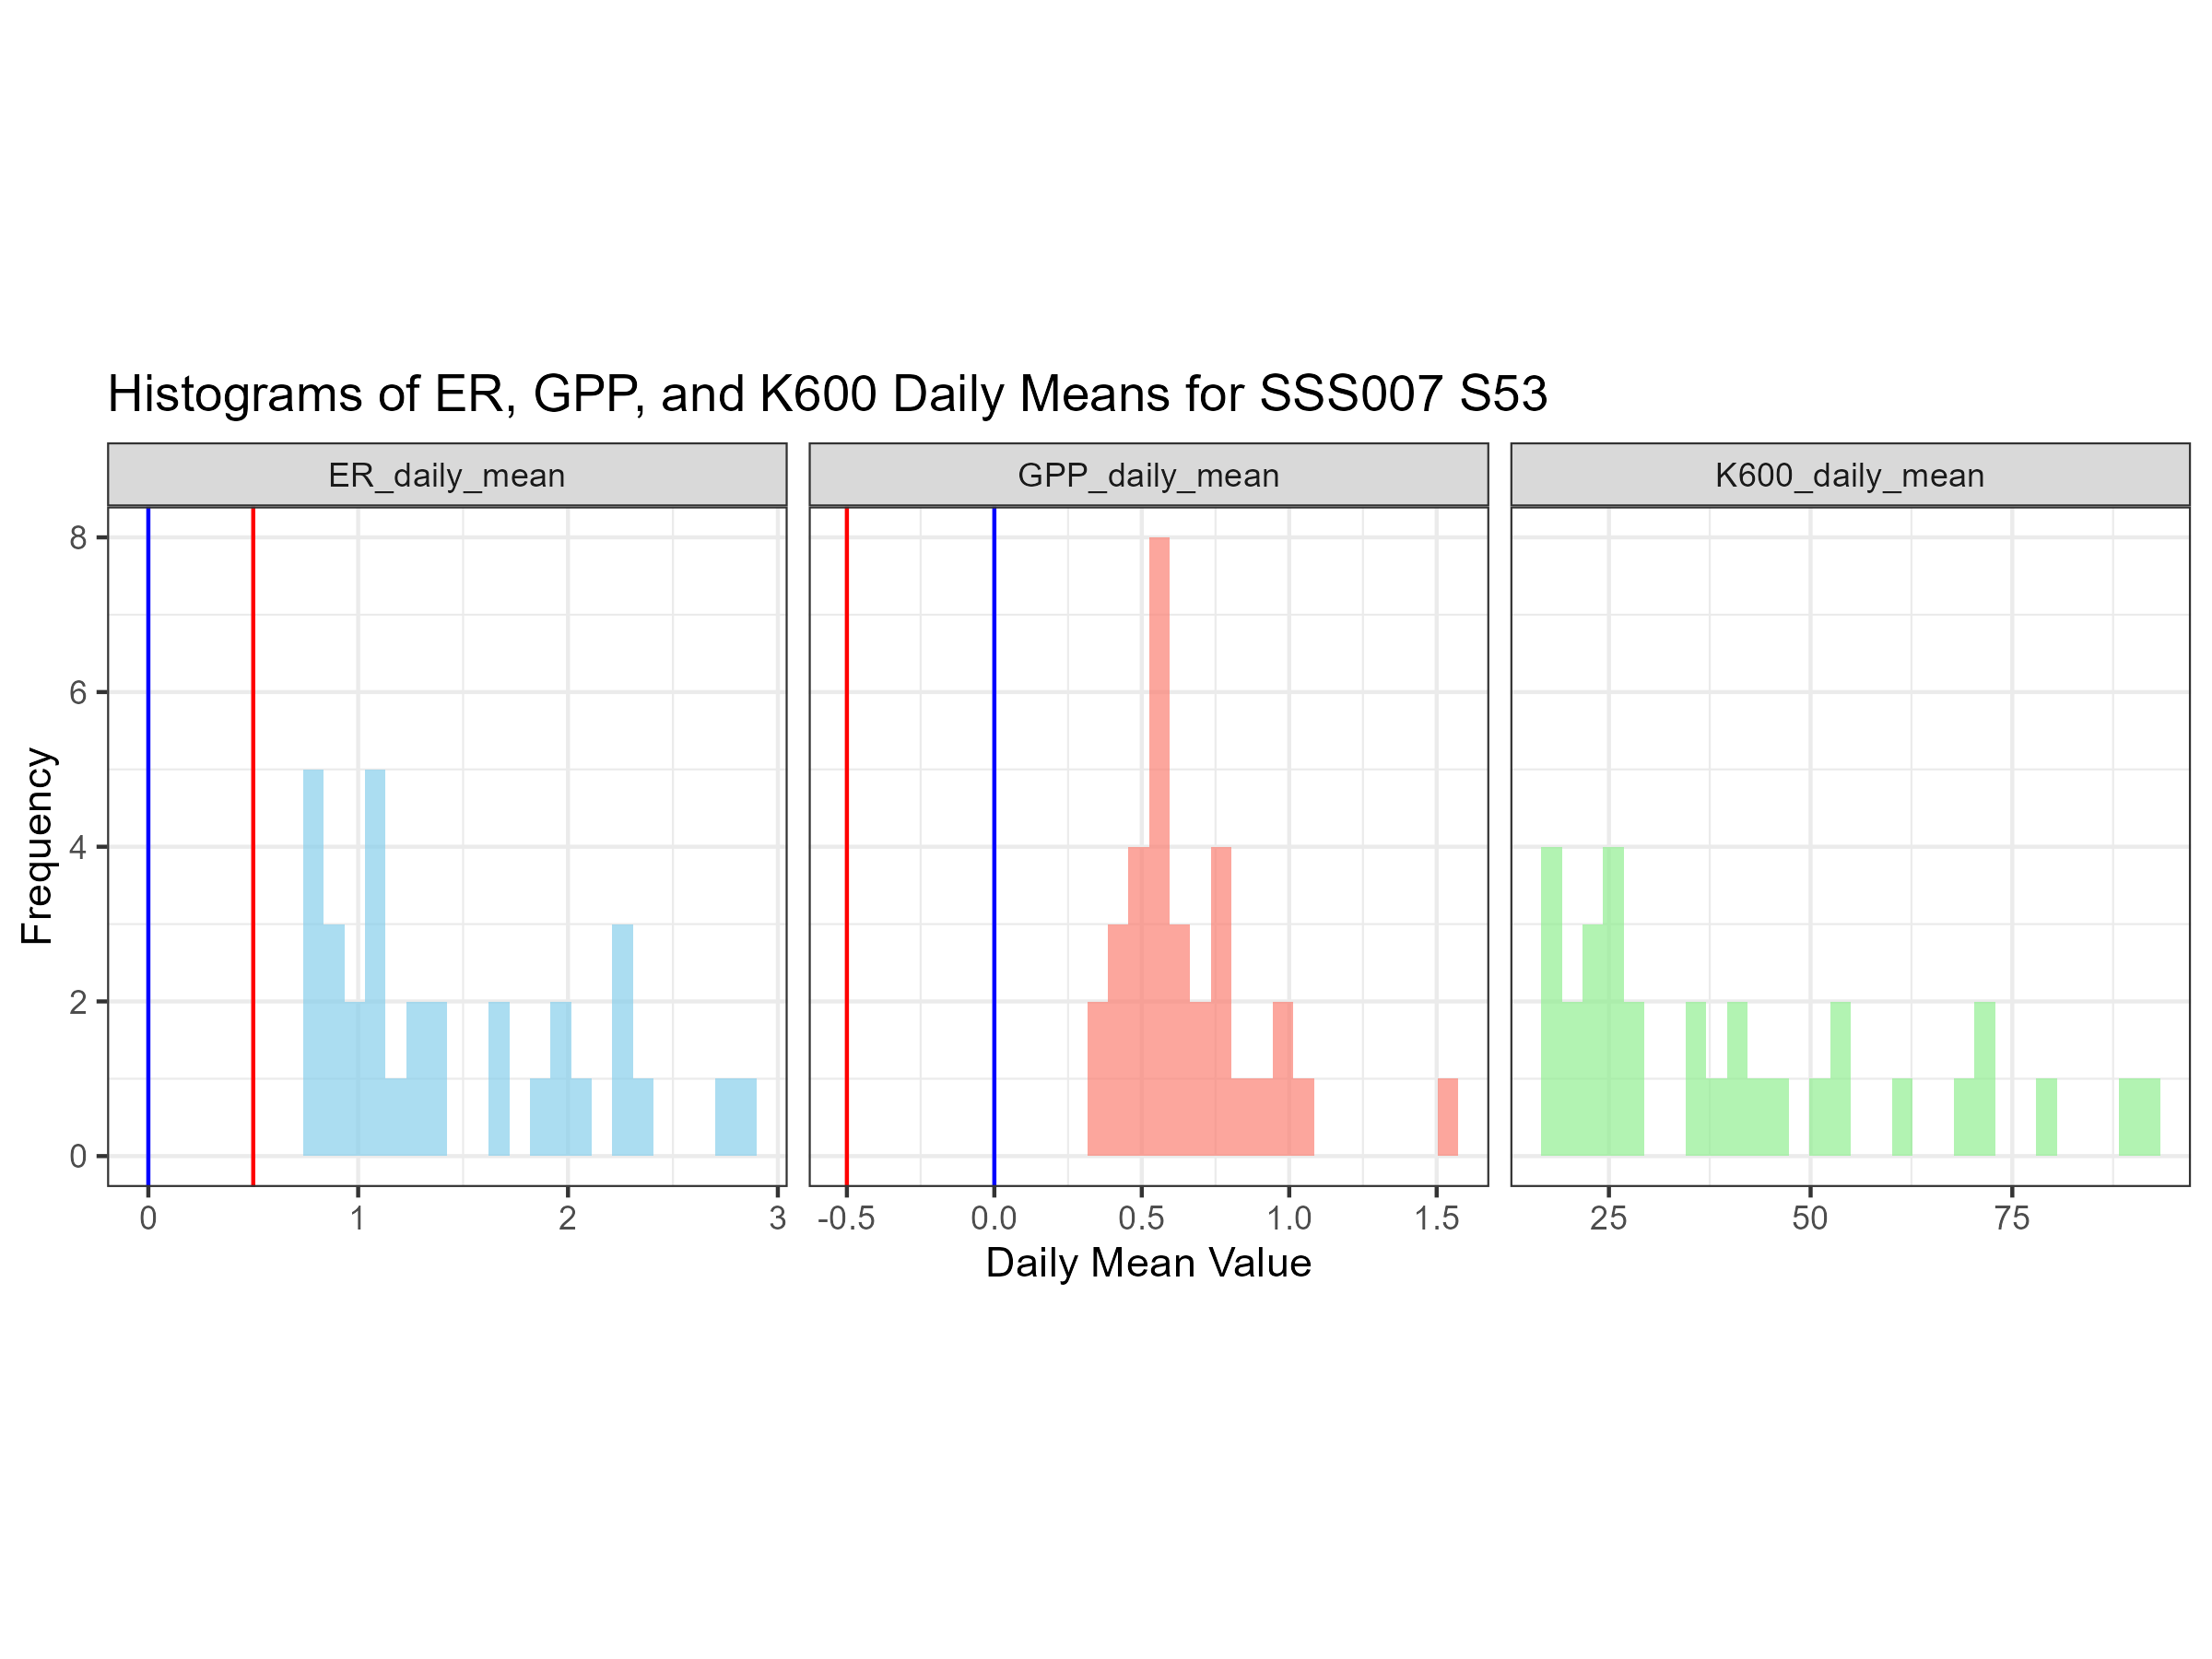 Histograms of ER, GPP, and K600 Daily Means for SSS007 S53
ER_daily_mean
GPP_daily_mean
K600_daily_mean
Frequency
8
6
4
2
0
0 1 2 3
-0.5 0.0 0.5 1.0 1.5
25 50 75
Daily Mean Value